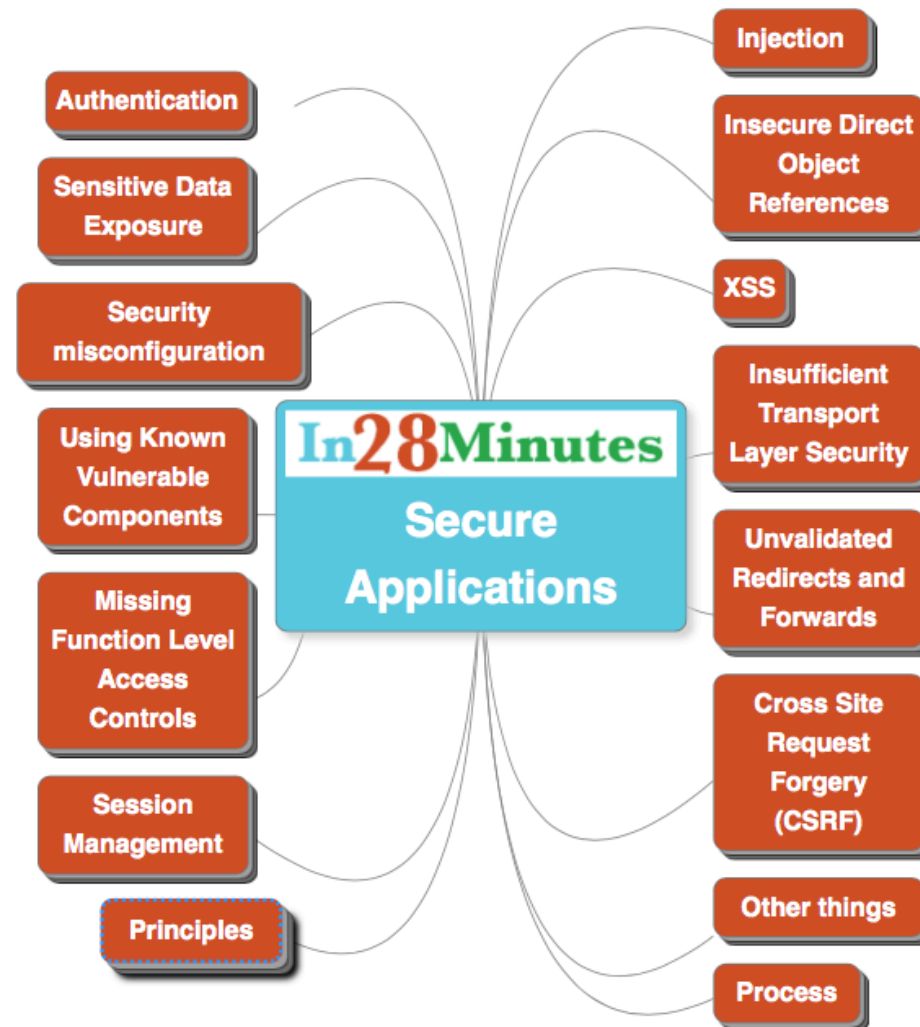 Authentication
Sensitive Data
Exposure
Security
misconfiguration
Using Known
Vulnerable
Components
Missing
Function Level
Access
Controls
Session
Management
Principles
In28Minutes
Secure
Applications
Injection
Insecure Direct
Object
References
XSS
Insufficient
Transport
Layer Security
Unvalidated
Redirects and
Forwards
Cross Site
Request
Forgery
(CSRF)
Other things
Process